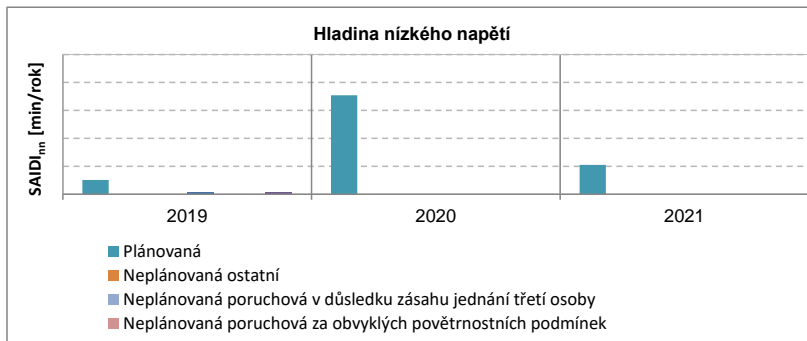 Hladina nízkého napětí
SAIDInn [min/rok]
2019 2020 2021
Plánovaná
Neplánovaná ostatní
Neplánovaná poruchová v důsledku zásahu jednání třetí osoby
Neplánovaná poruchová za obvyklých povětrnostních podmínek